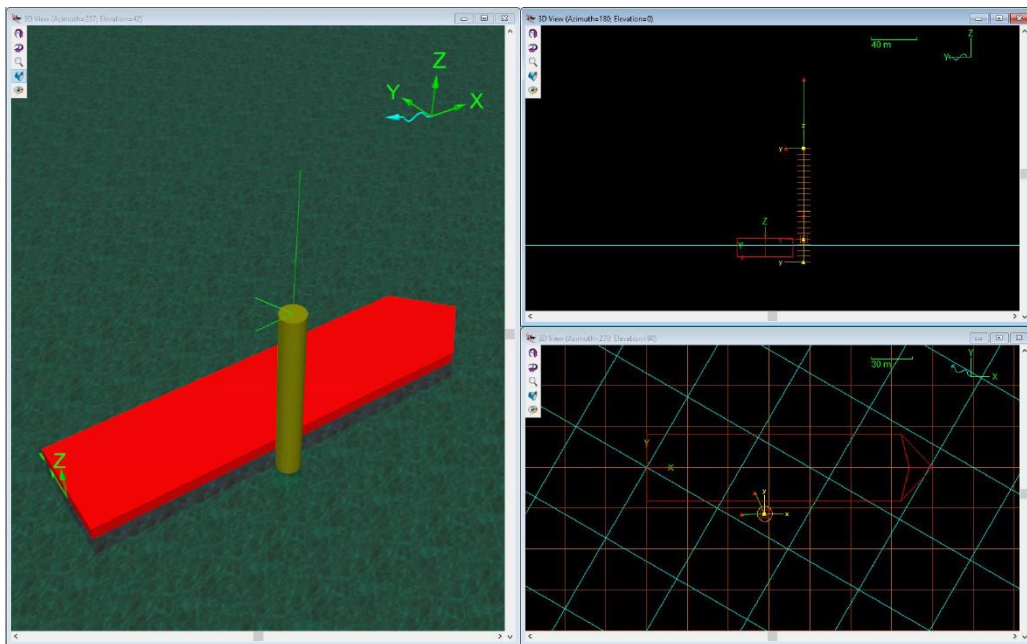 3D View (Azimuth=237; Elevation=42)
Z
Y
X
Z
3D View (Azimuth=180; Elevation=0)
40 m
Z
Y
z
y
Z
Y
y
3D View (Azimuth=270; Elevation=90)
30 m
Y
X
Y
X
y
x